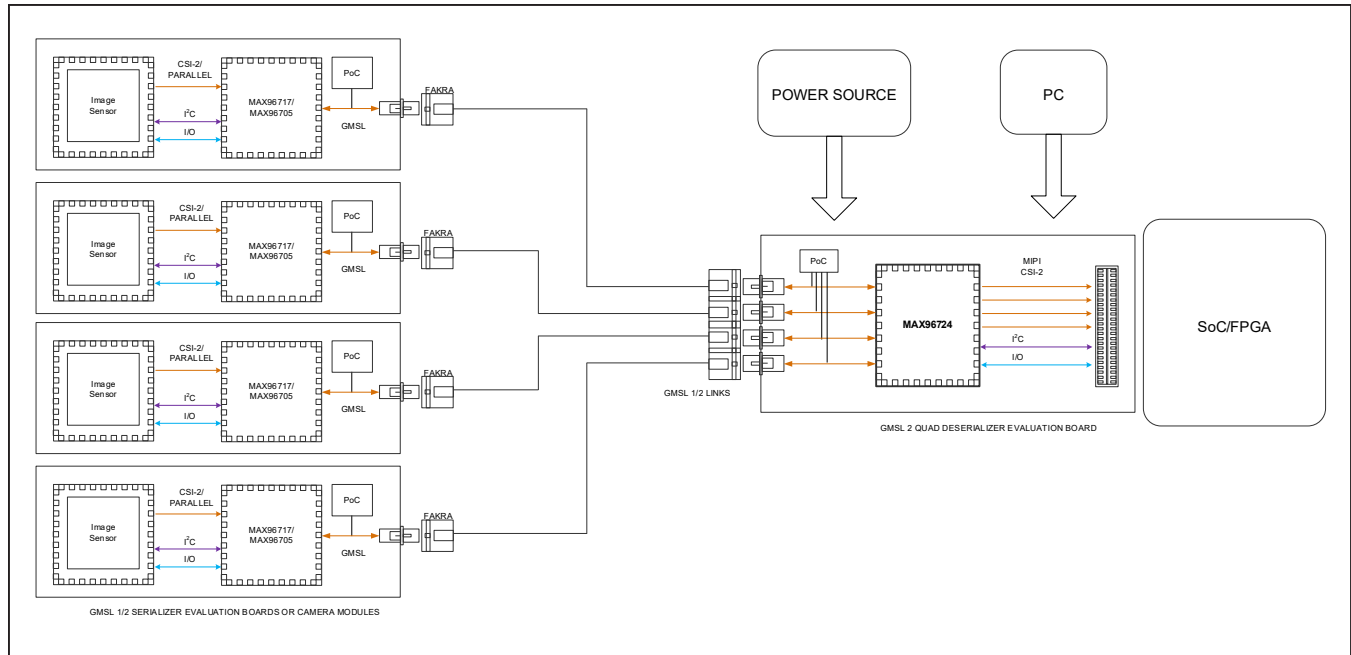 CSI-2/
PARALLEL
PoC
FAKRA
Image
Sensor
I²C
I/O
MAX96717/
MAX96705
GMSL
CSI-2/
PARALLEL
PoC
FAKRA
Image
Sensor
I²C
I/O
MAX96717/
MAX96705
GMSL
CSI-2/
PARALLEL
PoC
FAKRA
Image
Sensor
I²C
I/O
MAX96717/
MAX96705
GMSL
CSI-2/
PARALLEL
PoC
FAKRA
Image
Sensor
I²C
I/O
MAX96717/
MAX96705
GMSL
GMSL 1/2 SERIALIZER EVALUATION BOARDS OR CAMERA MODULES
POWER SOURCE
PC
PoC
MIPI
CSI-2
MAX96724
I²C
I/O
GMSL 1/2 LINKS
GMSL 2 QUAD DESERIALIZER EVALUATION BOARD
SoC/FPGA